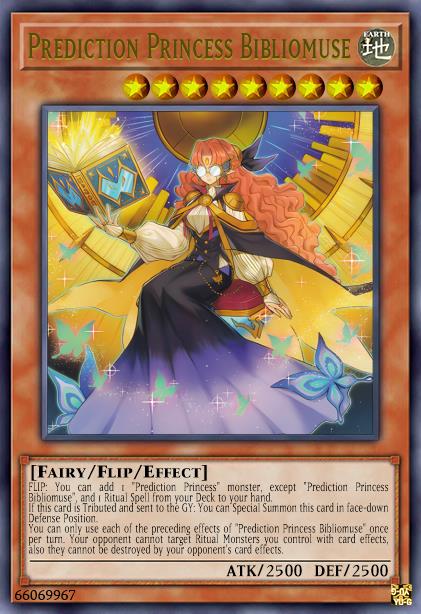 PREDICTION PRINCESS BIBLIOMUSE
EARTH
地
[FAIRY/FLIP/EFFECT]
FLIP: You can add 1 "Prediction Princess" monster, except "Prediction Princess
Bibliomuse", and 1 Ritual Spell from your Deck to your hand.
If this card is Tributed and sent to the GY: You can Special Summon this card in face-down
Defense Position.
You can only use each of the preceding effects of "Prediction Princess Bibliomuse" once
per turn. Your opponent cannot target Ritual Monsters you control with card effects,
also they cannot be destroyed by your opponent's card effects.
ATK/2500 DEF/2500
66069967